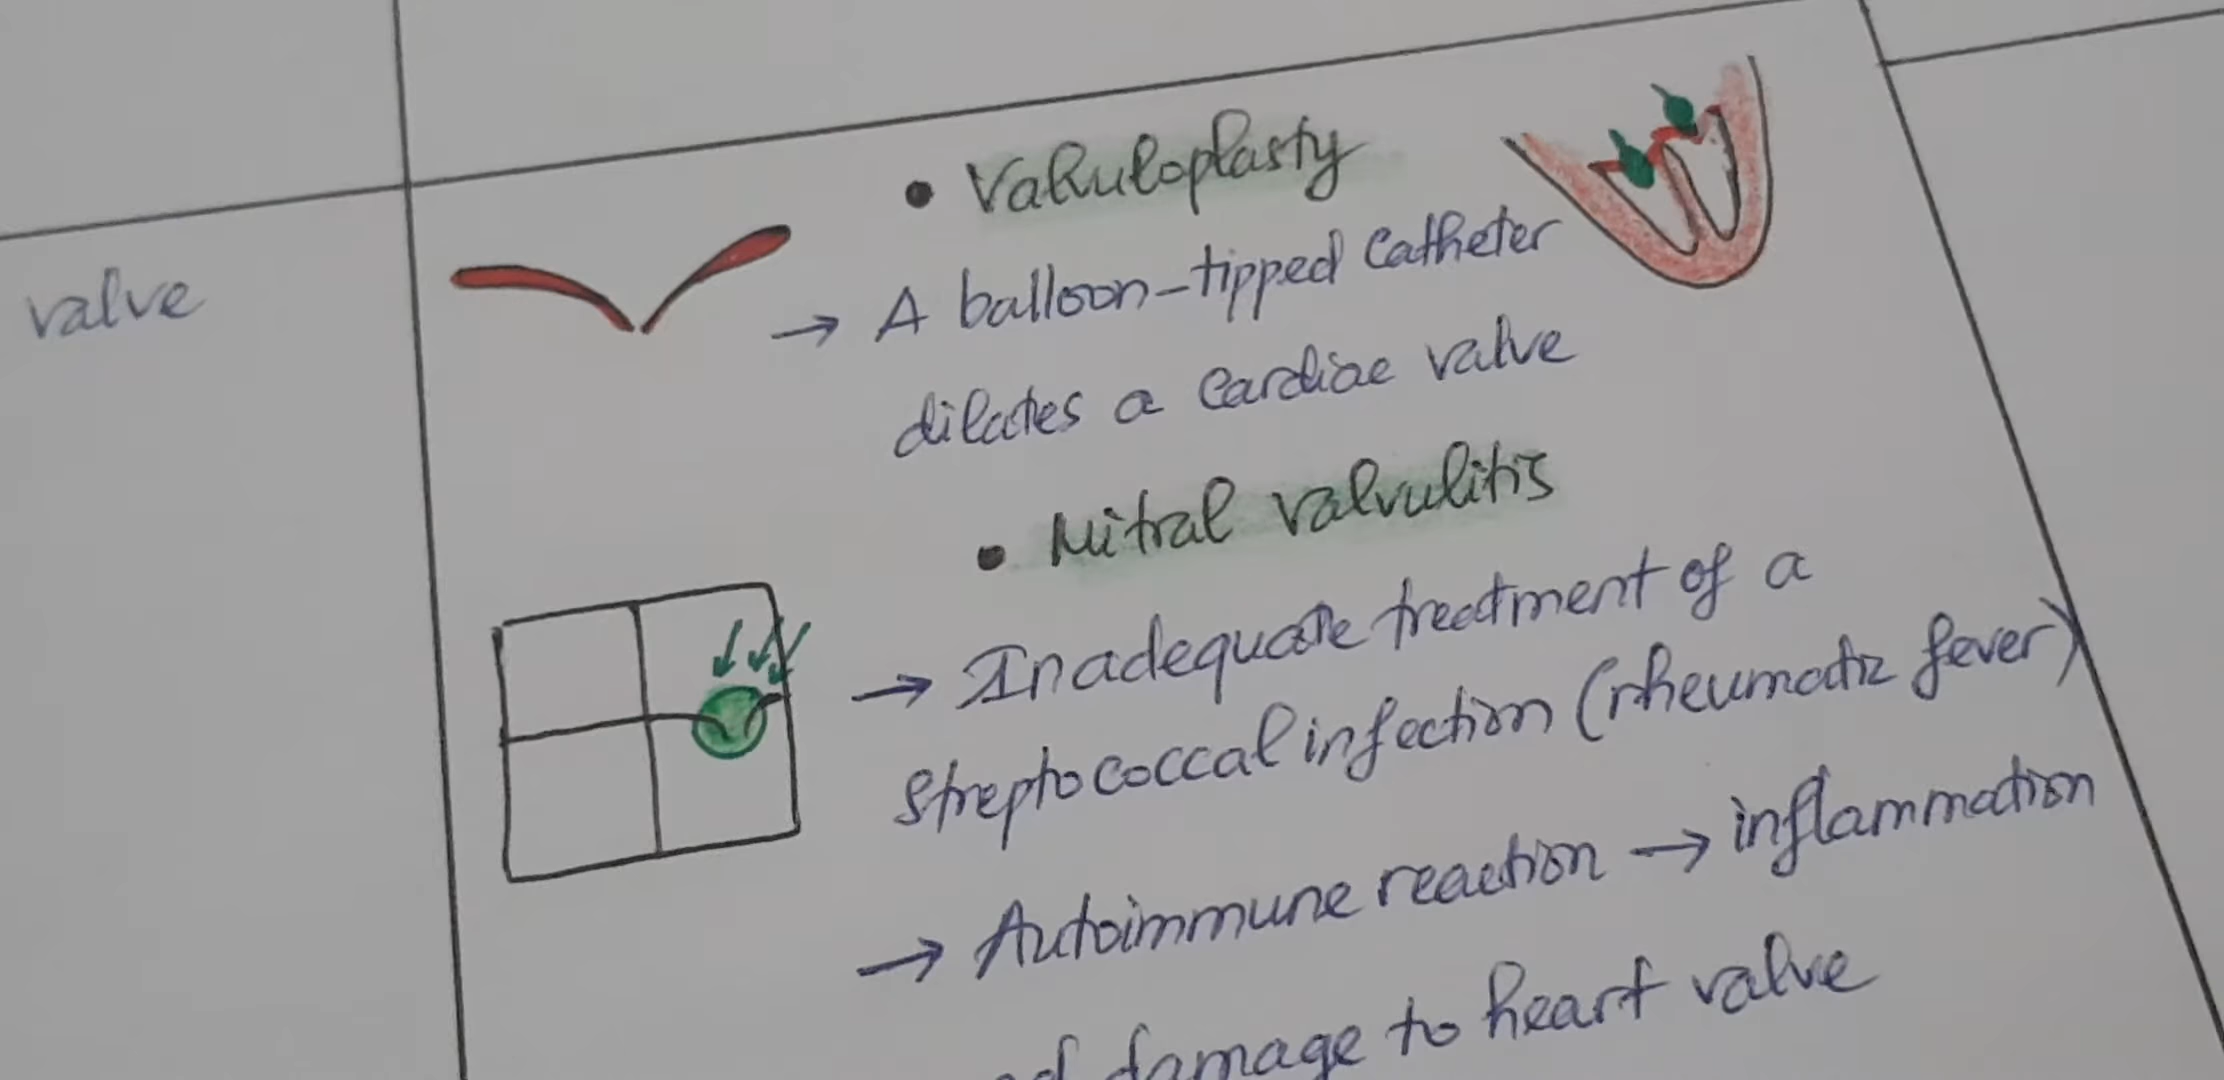 valve
• Valvuloplasty
→ A balloon-tipped catheter
dilates a cardiac valve
• Mitral valvulitis
→ Inadequate treatment of a
streptococcal infection (rheumatic fever)
→ Autoimmune reaction → inflammation
damage to heart valve